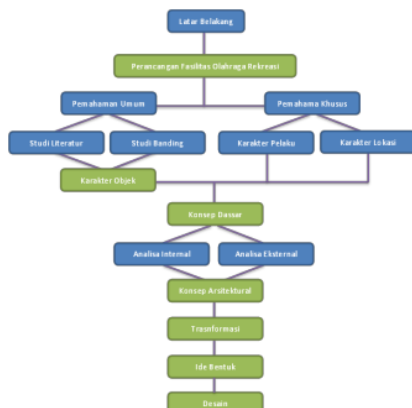 Latar Belakang
Perancangan Fasilitas Olahraga Rekreasi
Pemahaman Umum
Pemahama Khusus
Studi Literatur
Studi Banding
Karakter Pelaku
Karakter Lokasi
Karakter Objek
Konsep Dassar
Analisa Internal
Analisa Eksternal
Konsep Arsitektural
Trasnformasi
Ide Bentuk
Desain